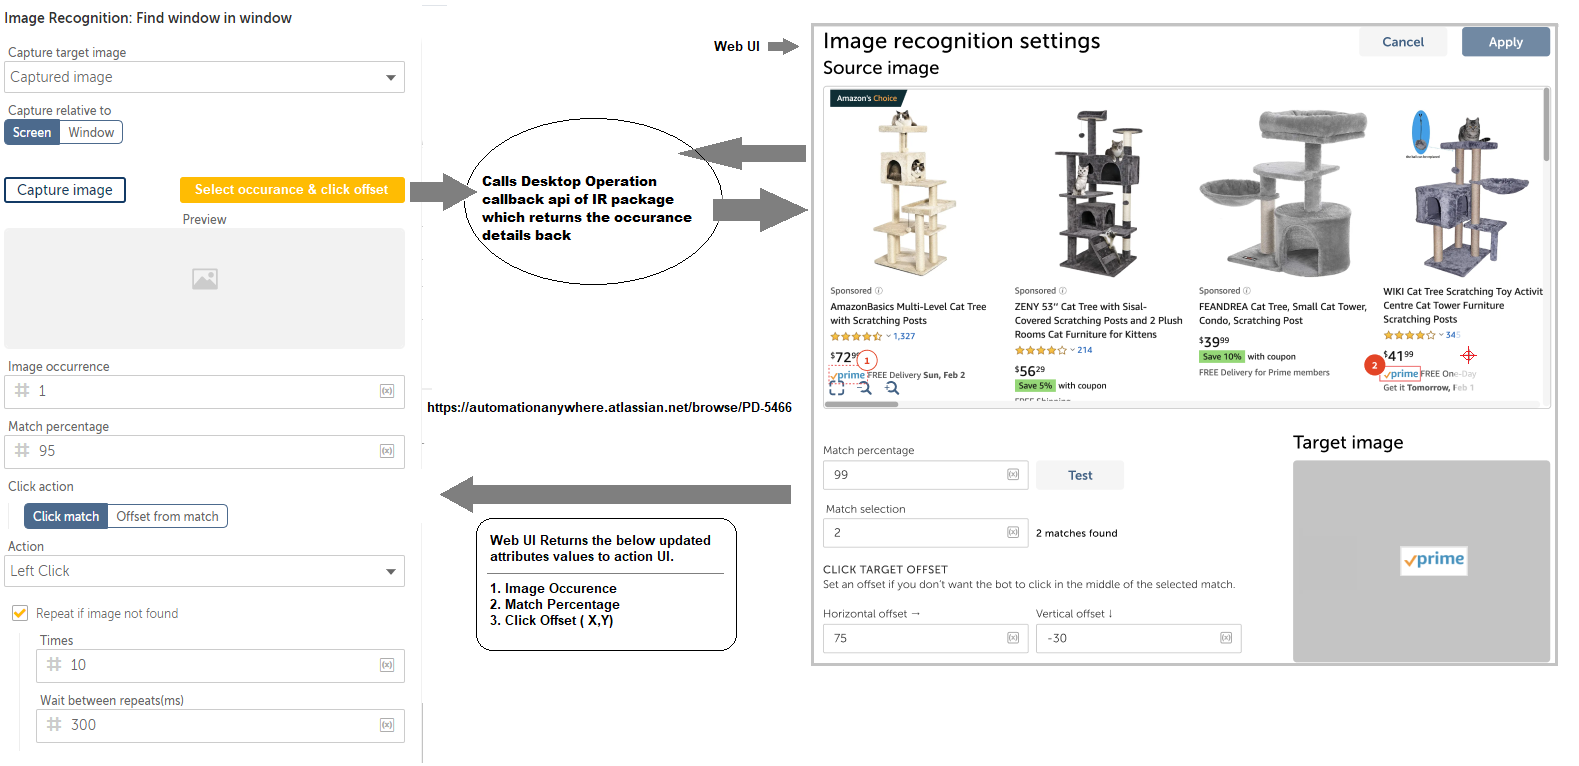 Image Recognition: Find window in window
Capture target image
Captured image
Capture relative to
Screen
Window
Capture image
Select occurance & click offset
Preview
Image occurrence
1
(x)
Match percentage
95
(x)
Click action
Click match
Offset from match
Action
Left Click
Repeat if image not found
Times
10
(x)
Wait between repeats(ms)
300
(x)
Calls Desktop Operation
callback api of IR package
which returns the occurance
details back
https://automationanywhere.atlassian.net/browse/PD-5466
Web UI Returns the below updated
attributes values to action UI.
1. Image Occurence
2. Match Percentage
3. Click Offset ( X,Y)
Web UI
Image recognition settings
Cancel
Apply
Source image
Amazon's Choice
Sponsored
AmazonBasics Multi-Level Cat Tree
with Scratching Posts
1,327
$72
1
prime FREE Delivery Sun, Feb 2
Sponsored
ZENY 53" Cat Tree with Sisal-
Covered Scratching Posts and 2 Plush
Rooms Cat Furniture for Kittens
214
$5629
Save 5% with coupon
FREE Shipping
Sponsored
FEANDREA Cat Tree, Small Cat Tower,
Condo, Scratching Post
$3999
Save 10% with coupon
FREE Delivery for Prime members
WIKI Cat Tree Scratching Toy Activit
Centre Cat Tower Furniture
Scratching Posts
345
$4199
2
prime FREE One-Day
Get it Tomorrow, Feb 1
Match percentage
99
(x)
Test
Match selection
2
(x)
2 matches found
CLICK TARGET OFFSET
Set an offset if you don't want the bot to click in the middle of the selected match.
Horizontal offset →
75
(x)
Vertical offset ↓
-30
(x)
Target image
prime